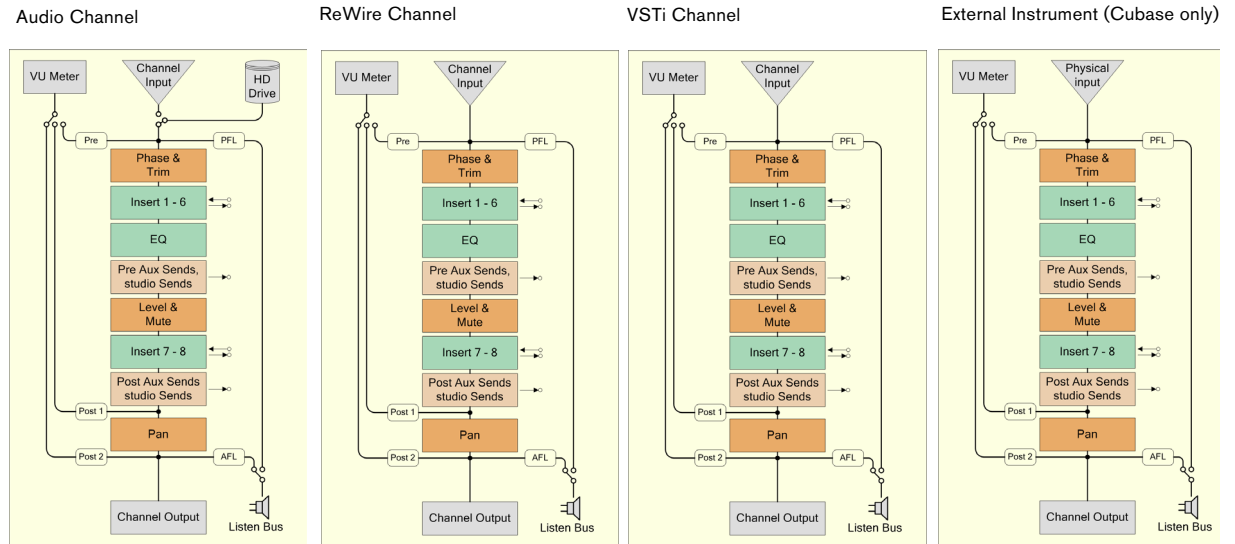 Audio Channel
VU Meter
Channel
Input
HD
Drive
Pre
PFL
Phase &
Trim
Insert 1 - 6
EQ
Pre Aux Sends,
studio Sends
Level &
Mute
Insert 7 - 8
Post Aux Sends
studio Sends
Post 1
Pan
Post 2
AFL
Channel Output
Listen Bus
ReWire Channel
VU Meter
Channel
Input
Pre
PFL
Phase &
Trim
Insert 1 - 6
EQ
Pre Aux Sends,
studio Sends
Level &
Mute
Insert 7 - 8
Post Aux Sends
studio Sends
Post 1
Pan
Post 2
AFL
Channel Output
Listen Bus
VSTi Channel
VU Meter
Channel
Input
Pre
PFL
Phase &
Trim
Insert 1 - 6
EQ
Pre Aux Sends,
studio Sends
Level &
Mute
Insert 7 - 8
Post Aux Sends
studio Sends
Post 1
Pan
Post 2
AFL
Channel Output
Listen Bus
External Instrument (Cubase only)
VU Meter
Physical
input
Pre
PFL
Phase &
Trim
Insert 1 - 6
EQ
Pre Aux Sends,
studio Sends
Level &
Mute
Insert 7 - 8
Post Aux Sends
studio Sends
Post 1
Pan
Post 2
AFL
Channel Output
Listen Bus